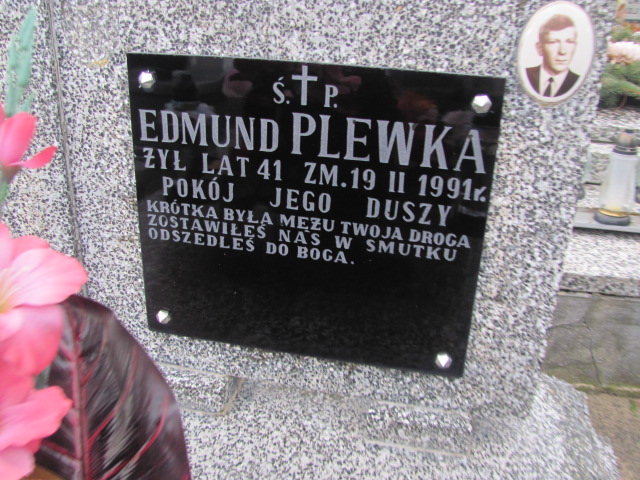 Ś. P.
EDMUND PLEWKA
ŻYŁ LAT 41 ZM. 19 II 1991 r.
POKÓJ JEGO DUSZY
KRÓTKA BYŁA MĘŻU TWOJA DROGA
ZOSTAWIŁEŚ NAS W SMUTKU
ODSZEDŁEŚ DO BOGA.